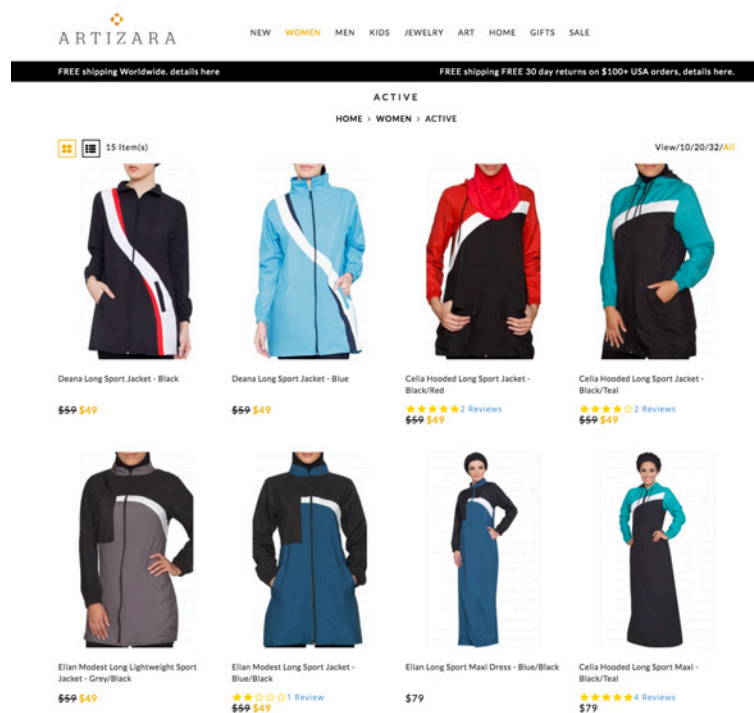 ARTIZARA
NEW WOMEN MEN KIDS JEWELRY ART HOME GIFTS SALE
FREE shipping Worldwide. details here
FREE shipping FREE 30 day returns on $100+ USA orders, details here.
ACTIVE
HOME > WOMEN > ACTIVE
15 Item(s)
View/10/20/32/All
Deana Long Sport Jacket - Black
$59 $49
Deana Long Sport Jacket - Blue
$59 $49
Celia Hooded Long Sport Jacket -
Black/Red
2 Reviews
$59 $49
Celia Hooded Long Sport Jacket -
Black/Teal
2 Reviews
$59 $49
Elian Modest Long Lightweight Sport
Jacket - Grey/Black
$59 $49
Elian Modest Long Sport Jacket -
Blue/Black
1 Review
$59 $49
Elian Long Sport Maxi Dress - Blue/Black
$79
Celia Hooded Long Sport Maxi -
Black/Teal
4 Reviews
$79